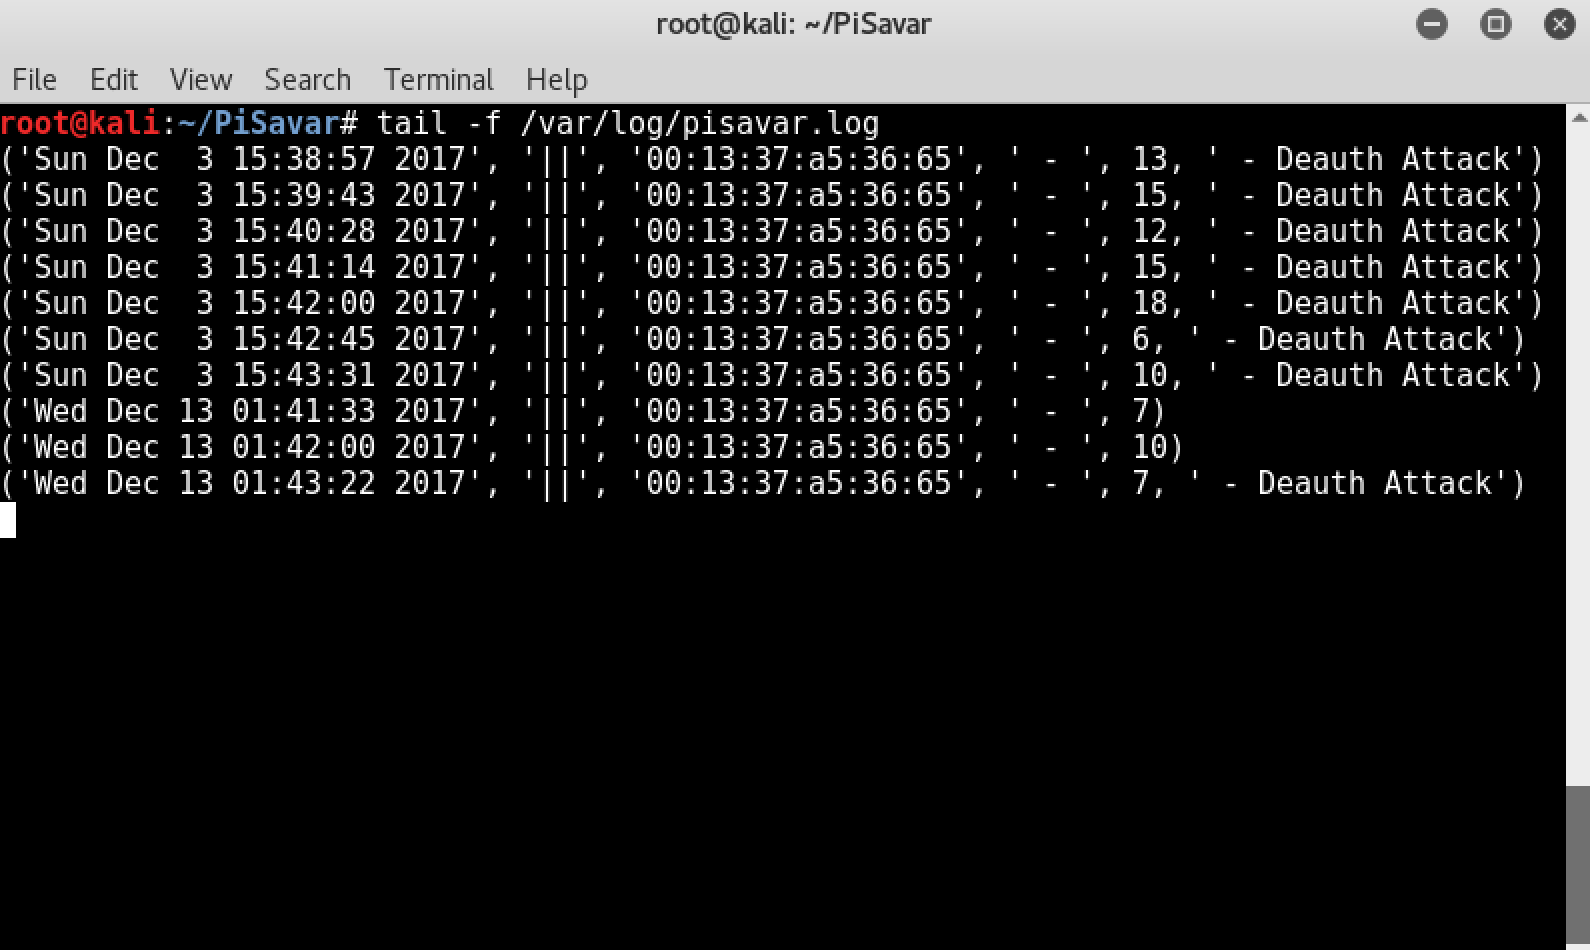 root@kali: ~/PiSavar
File Edit View Search Terminal Help
root@kali:~/PiSavar# tail -f /var/log/pisavar.log
('Sun Dec  3 15:38:57 2017', '||', '00:13:37:a5:36:65', ' - ', 13, ' - Deauth Attack')
('Sun Dec  3 15:39:43 2017', '||', '00:13:37:a5:36:65', ' - ', 15, ' - Deauth Attack')
('Sun Dec  3 15:40:28 2017', '||', '00:13:37:a5:36:65', ' - ', 12, ' - Deauth Attack')
('Sun Dec  3 15:41:14 2017', '||', '00:13:37:a5:36:65', ' - ', 15, ' - Deauth Attack')
('Sun Dec  3 15:42:00 2017', '||', '00:13:37:a5:36:65', ' - ', 18, ' - Deauth Attack')
('Sun Dec  3 15:42:45 2017', '||', '00:13:37:a5:36:65', ' - ', 6, ' - Deauth Attack')
('Sun Dec  3 15:43:31 2017', '||', '00:13:37:a5:36:65', ' - ', 10, ' - Deauth Attack')
('Wed Dec 13 01:41:33 2017', '||', '00:13:37:a5:36:65', ' - ', 7)
('Wed Dec 13 01:42:00 2017', '||', '00:13:37:a5:36:65', ' - ', 10)
('Wed Dec 13 01:43:22 2017', '||', '00:13:37:a5:36:65', ' - ', 7, ' - Deauth Attack')